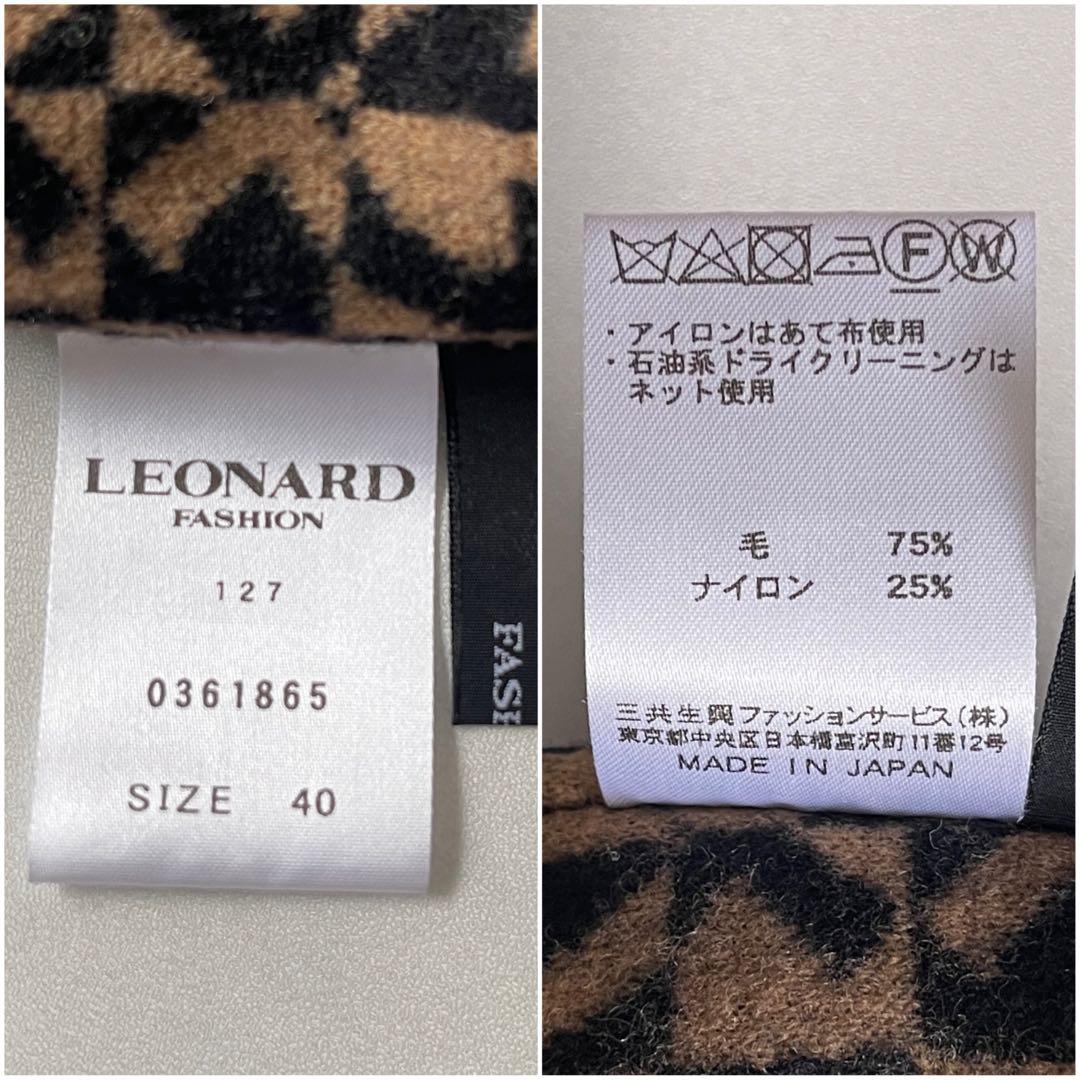 LEONARD
FASHION
127
0361865
SIZE 40
FASH
F W
・アイロンはあて布使用
・石油系ドライクリーニングは
ネット使用
毛 75%
ナイロン 25%
三共生興ファッションサービス(株)
東京都中央区日本橋富沢町11番12号
MADE IN JAPAN